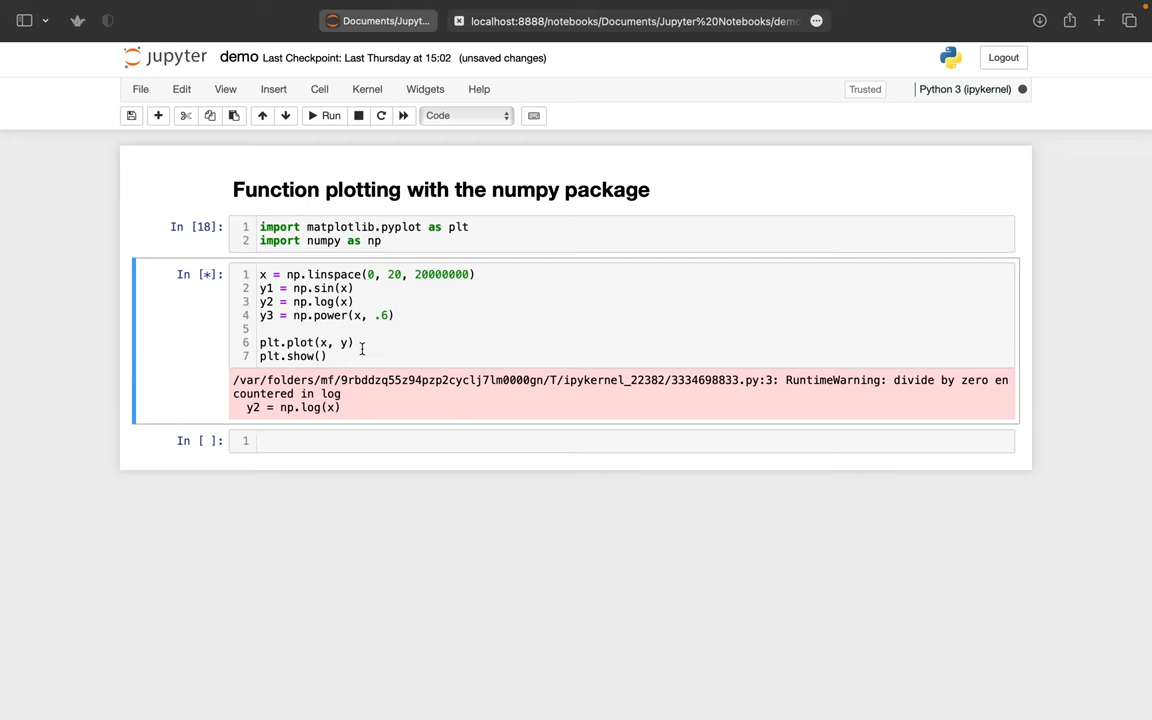 Documents/Jupyt...
localhost:8888/notebooks/Documents/Jupyter%20Notebooks/demo
jupyter demo Last Checkpoint: Last Thursday at 15:02 (unsaved changes)
Logout
File Edit View Insert Cell Kernel Widgets Help
Trusted
Python 3 (ipykernel)
Run
Code
Function plotting with the numpy package
In [18]:
1 import matplotlib.pyplot as plt
2 import numpy as np
In [*]:
1 x = np.linspace(0, 20, 20000000)
2 y1 = np.sin(x)
3 y2 = np.log(x)
4 y3 = np.power(x, .6)
5
6 plt.plot(x, y)
7 plt.show()
/var/folders/mf/9rbddzq55z94pzp2cyclj7lm0000gn/T/ipykernel_22382/3334698833.py:3: RuntimeWarning: divide by zero en
countered in log
y2 = np.log(x)
In [ ]:
1